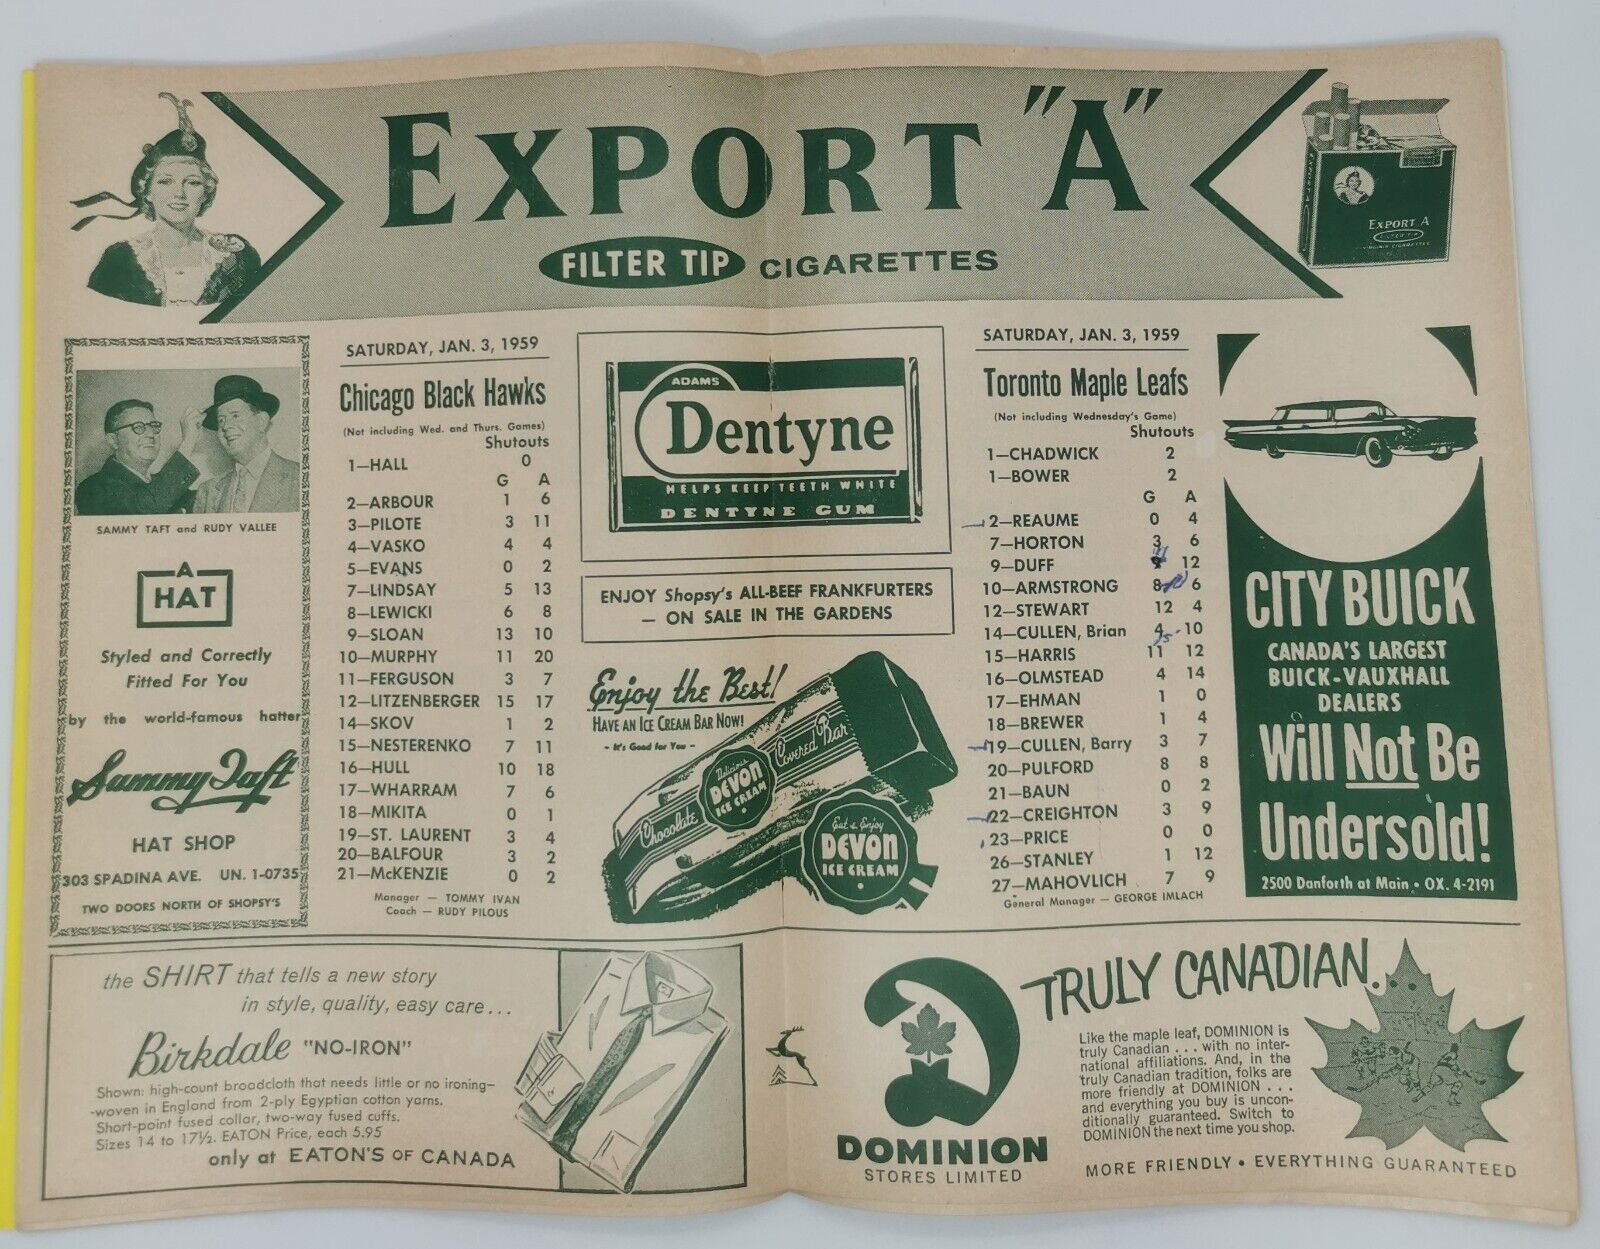 EXPORT "A"
FILTER TIP CIGARETTES
EXPORT A
FILTER TIP
VIRGINIA CIGARETTES
SAMMY TAFT and RUDY VALLEE
A
HAT
Styled and Correctly
Fitted For You
by the world-famous hatter
Sammy Taft
HAT SHOP
303 SPADINA AVE. UN. 1-0735
TWO DOORS NORTH OF SHOPSY'S
SATURDAY, JAN. 3, 1959
Chicago Black Hawks
(Not including Wed. and Thurs. Games)
Shutouts
1—HALL 0
G A
2—ARBOUR 1 6
3—PILOTE 3 11
4—VASKO 4 4
5—EVANS 0 2
7—LINDSAY 5 13
8—LEWICKI 6 8
9—SLOAN 13 10
10—MURPHY 11 20
11—FERGUSON 3 7
12—LITZENBERGER 15 17
14—SKOV 1 2
15—NESTERENKO 7 11
16—HULL 10 18
17—WHARRAM 7 6
18—MIKITA 0 1
19—ST. LAURENT 3 4
20—BALFOUR 3 2
21—McKENZIE 0 2
Manager — TOMMY IVAN
Coach — RUDY PILOUS
ADAMS
Dentyne
HELPS KEEP TEETH WHITE
DENTYNE GUM
ENJOY Shopsy's ALL-BEEF FRANKFURTERS
— ON SALE IN THE GARDENS
Enjoy the Best!
HAVE AN ICE CREAM BAR NOW!
- It's Good for You -
Delicious
DEVON
ICE CREAM
Chocolate Covered Bar
Eat & Enjoy
DEVON
ICE CREAM
SATURDAY, JAN. 3, 1959
Toronto Maple Leafs
(Not including Wednesday's Game)
Shutouts
1—CHADWICK 2
1—BOWER 2
G A
2—REAUME 0 4
7—HORTON 3 6
9—DUFF 12
10—ARMSTRONG 8 6
12—STEWART 12 4
14—CULLEN, Brian 4 10
15—HARRIS 11 12
16—OLMSTEAD 4 14
17—EHMAN 1 0
18—BREWER 1 4
19—CULLEN, Barry 3 7
20—PULFORD 8 8
21—BAUN 0 2
22—CREIGHTON 3 9
23—PRICE 0 0
26—STANLEY 1 12
27—MAHOVLICH 7 9
General Manager — GEORGE IMLACH
CITY BUICK
CANADA'S LARGEST
BUICK-VAUXHALL
DEALERS
Will Not Be
Undersold!
2500 Danforth at Main • OX. 4-2191
the SHIRT that tells a new story
in style, quality, easy care...
Birkdale "NO-IRON"
Shown: high-count broadcloth that needs little or no ironing—
-woven in England from 2-ply Egyptian cotton yarns.
Short-point fused collar, two-way fused cuffs.
Sizes 14 to 17½. EATON Price, each 5.95
only at EATON'S OF CANADA
DOMINION
STORES LIMITED
TRULY CANADIAN...
Like the maple leaf, DOMINION is
truly Canadian . . . with no inter-
national affiliations. And, in the
truly Canadian tradition, folks are
more friendly at DOMINION . . .
and everything you buy is uncon-
ditionally guaranteed. Switch to
DOMINION the next time you shop.
MORE FRIENDLY • EVERYTHING GUARANTEED